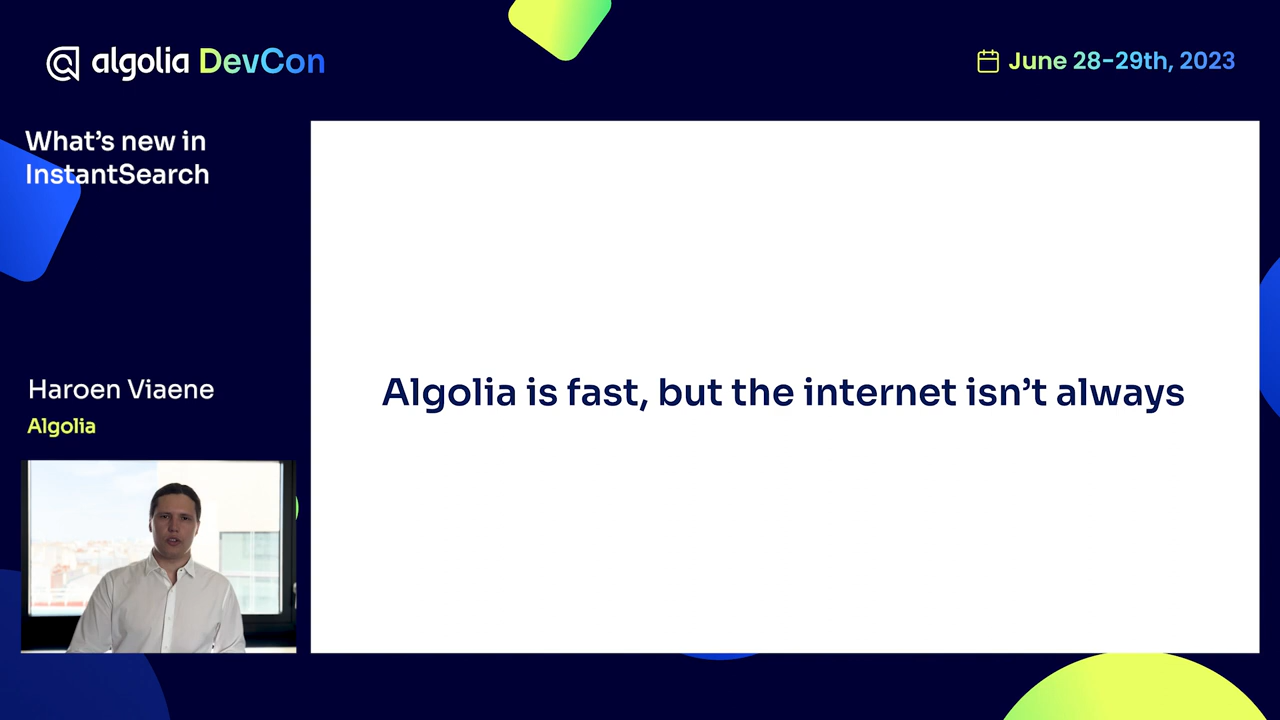 algolia DevCon
June 28-29th, 2023
What's new in
InstantSearch
Haroen Viaene
Algolia
Algolia is fast, but the internet isn't always